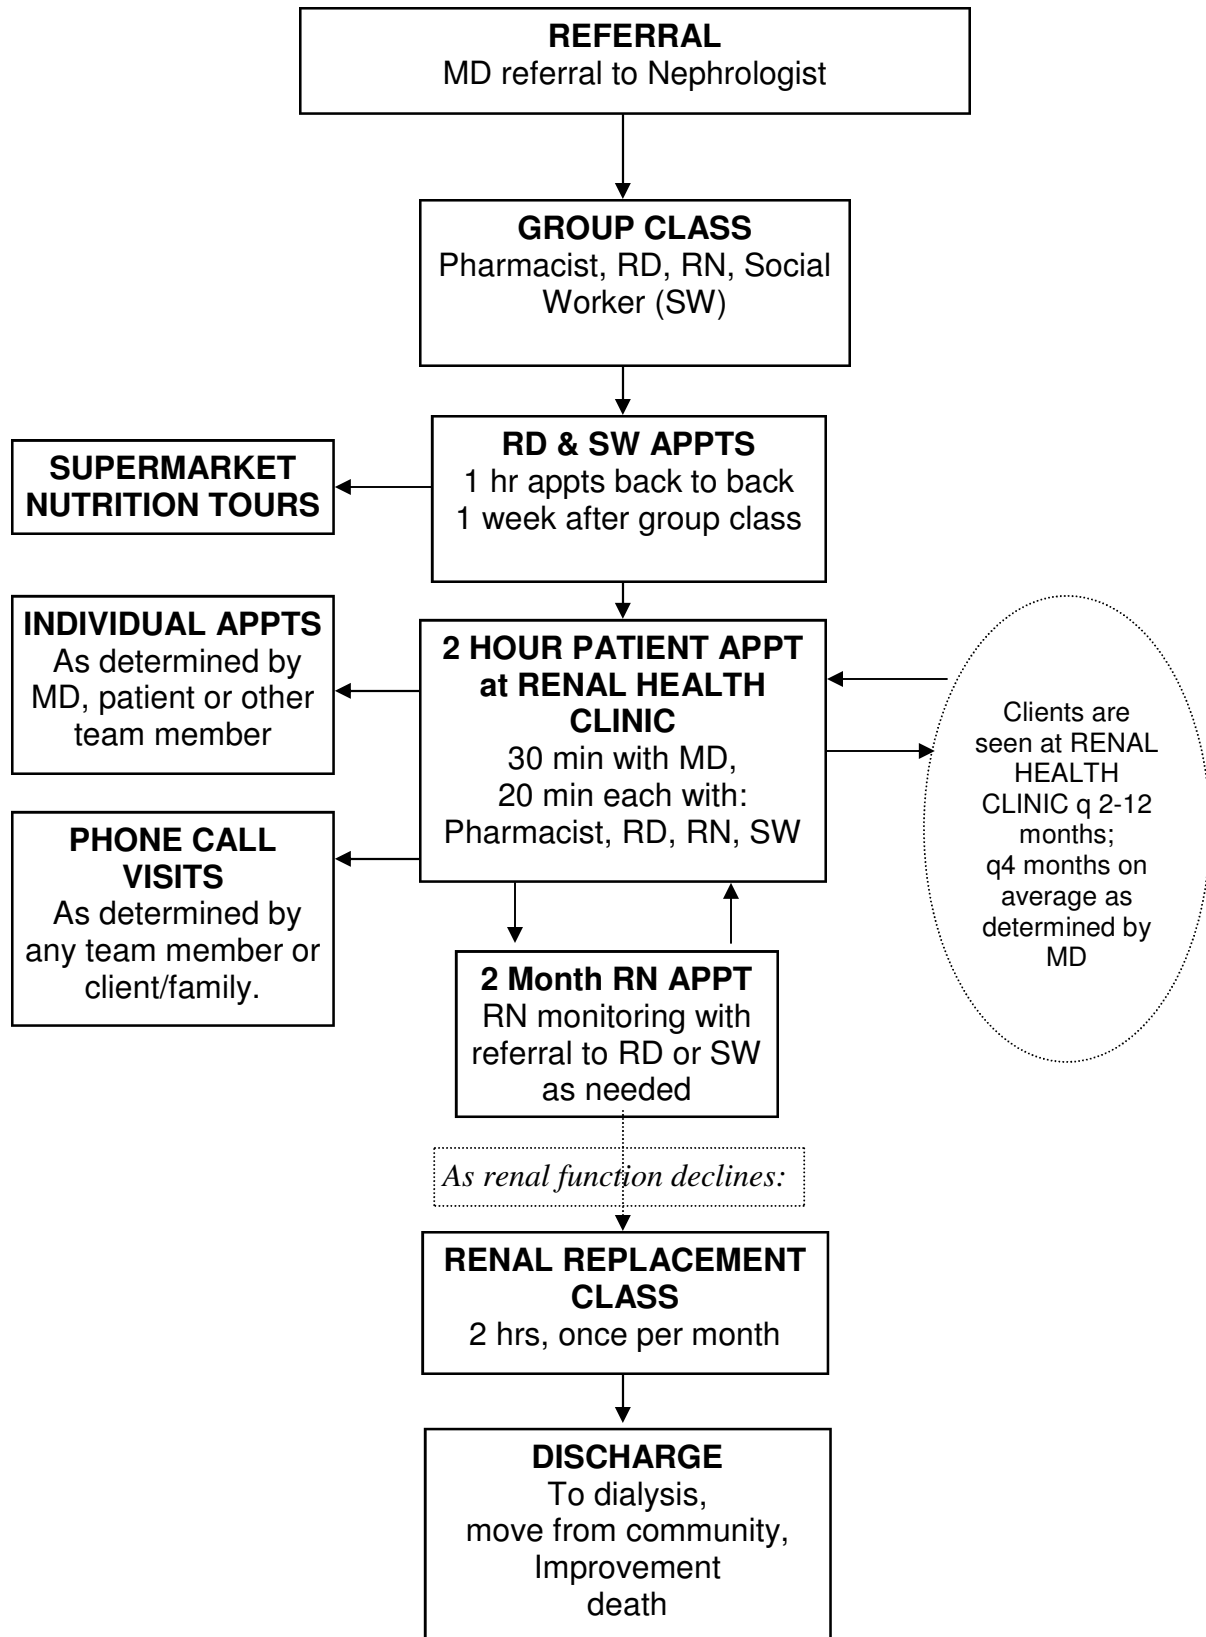 REFERRAL
MD referral to Nephrologist
GROUP CLASS
Pharmacist, RD, RN, Social
Worker (SW)
RD & SW APPTS
1 hr appts back to back
1 week after group class
SUPERMARKET
NUTRITION TOURS
INDIVIDUAL APPTS
As determined by
MD, patient or other
team member
2 HOUR PATIENT APPT
at RENAL HEALTH
CLINIC
30 min with MD,
20 min each with:
Pharmacist, RD, RN, SW
Clients are
seen at RENAL
HEALTH
CLINIC q 2-12
months;
q4 months on
average as
determined by
MD
PHONE CALL
VISITS
As determined by
any team member or
client/family.
2 Month RN APPT
RN monitoring with
referral to RD or SW
as needed
As renal function declines:
RENAL REPLACEMENT
CLASS
2 hrs, once per month
DISCHARGE
To dialysis,
move from community,
Improvement
death